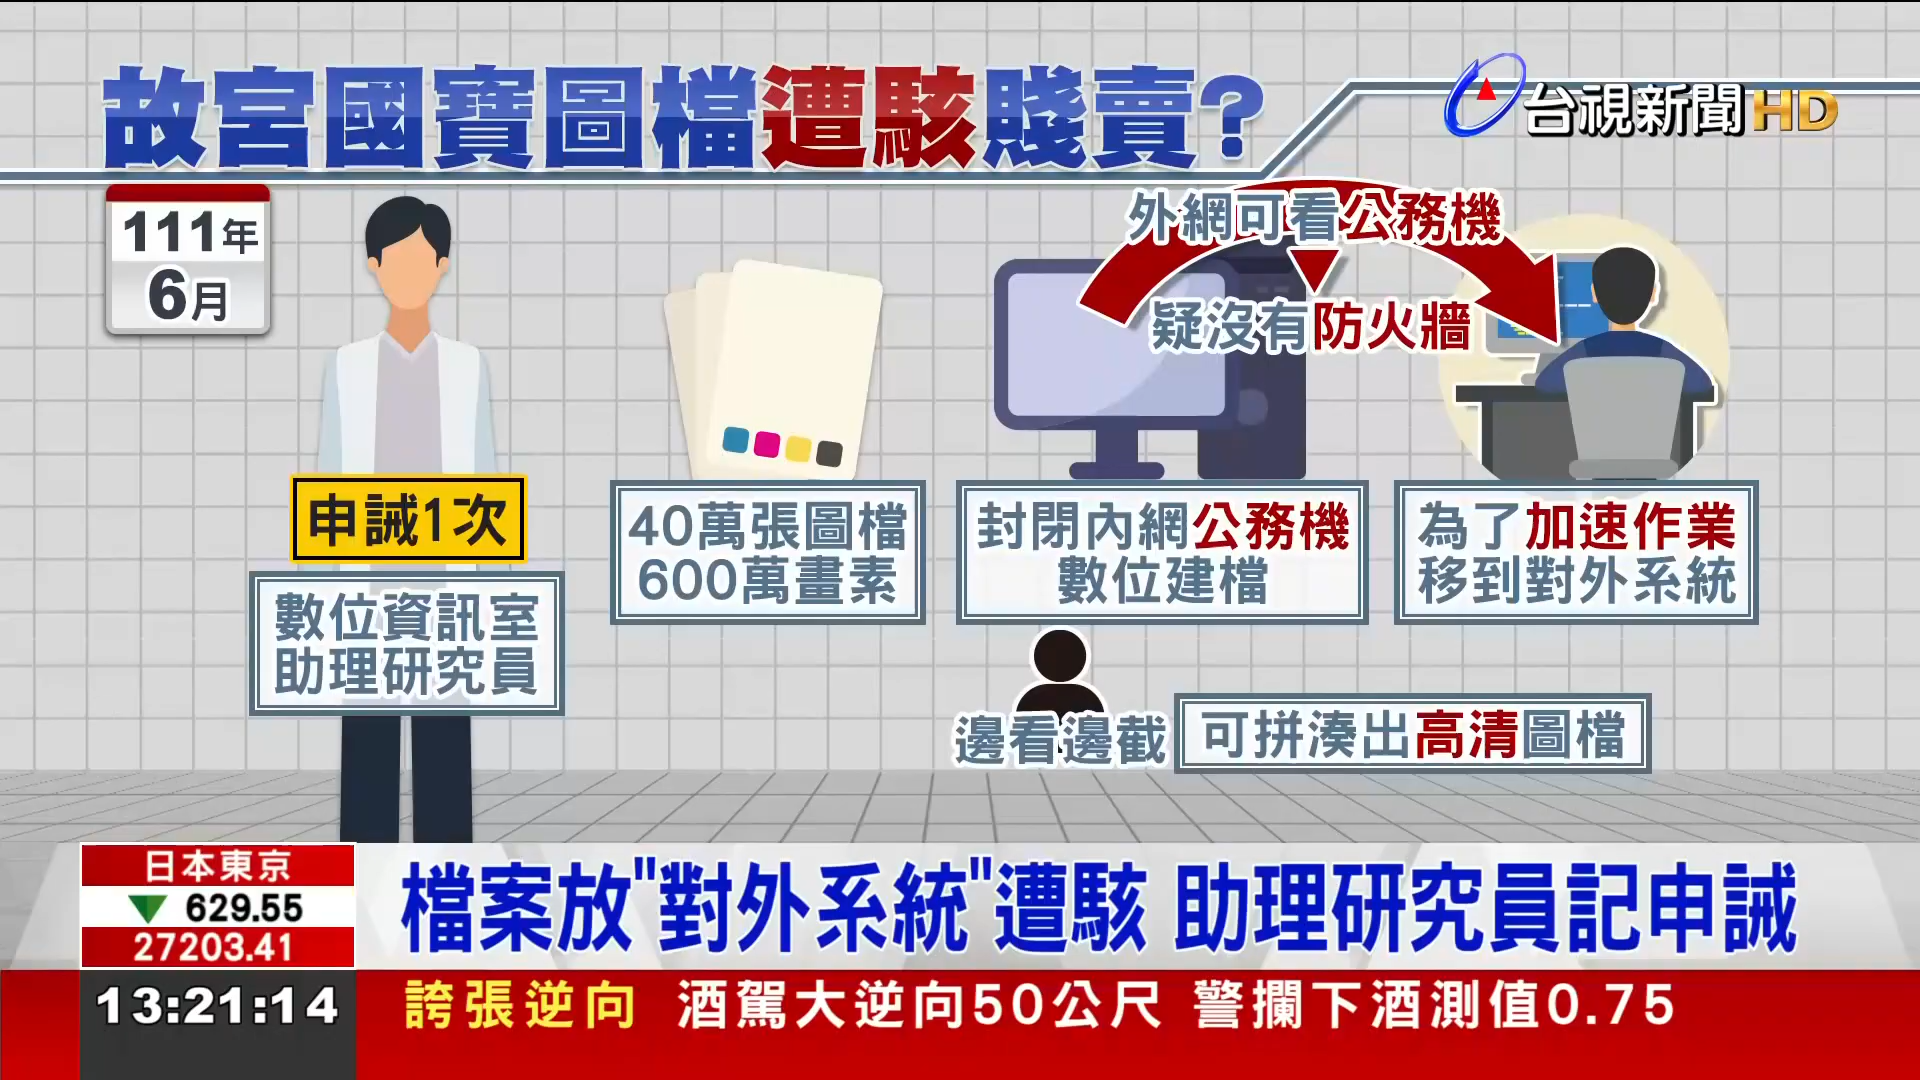 故宮國寶圖檔遭駭賤賣?
台視新聞HD
111年
6月
外網可看公務機
疑沒有防火牆
申誡1次
數位資訊室
助理研究員
40萬張圖檔
600萬畫素
封閉內網公務機
數位建檔
為了加速作業
移到對外系統
邊看邊截
可拼湊出高清圖檔
日本東京
629.55
27203.41
檔案放"對外系統"遭駭 助理研究員記申誡
13:21:14
誇張逆向 酒駕大逆向50公尺 警攔下酒測值0.75